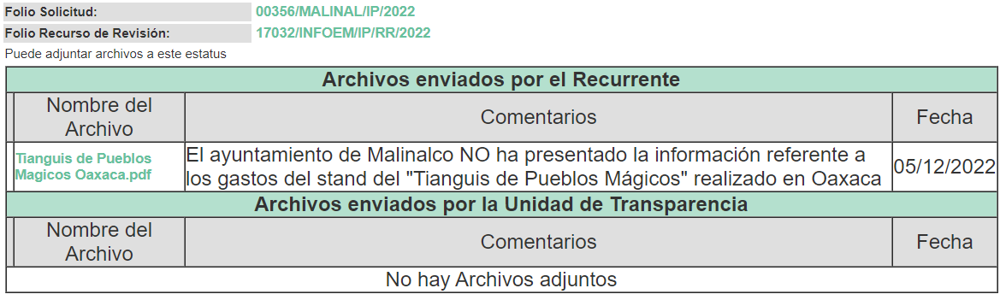 Folio Solicitud: 00356/MALINAL/IP/2022
Folio Recurso de Revisión: 17032/INFOEM/IP/RR/2022
Puede adjuntar archivos a este estatus
Archivos enviados por el Recurrente
Nombre del
Archivo
Comentarios
Fecha
Tianguis de Pueblos
Magicos Oaxaca.pdf
El ayuntamiento de Malinalco NO ha presentado la información referente a
los gastos del stand del "Tianguis de Pueblos Mágicos" realizado en Oaxaca
05/12/2022
Archivos enviados por la Unidad de Transparencia
Nombre del
Archivo
Comentarios
Fecha
No hay Archivos adjuntos